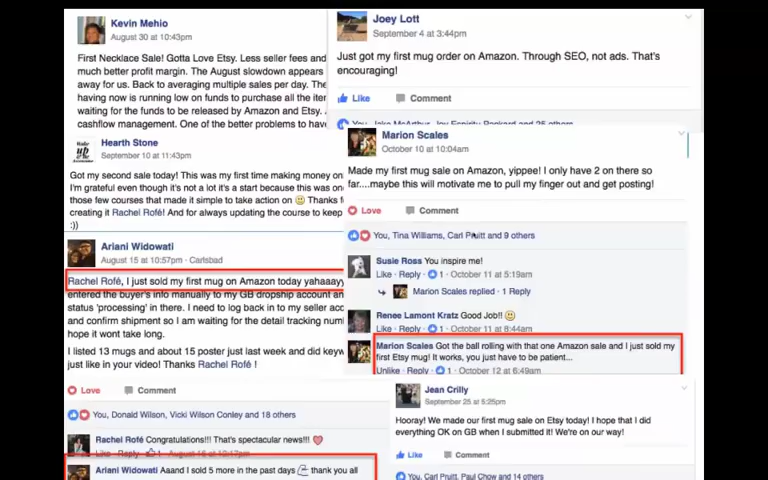 Kevin Mehio
August 30 at 10:43pm
First Necklace Sale! Gotta Love Etsy. Less seller fees and
much better profit margin. The August slowdown appears
away for us. Back to averaging multiple sales per day. The
having now is running low on funds to purchase all the iter
waiting for the funds to be released by Amazon and Etsy.
cashflow management. One of the better problems to have
Hearth Stone
September 10 at 11:43pm
Got my second sale today! This was my first time making money on
I'm grateful even though it's not a lot it's a start because this was on
those few courses that made it simple to take action on 🙂 Thanks f
creating it Rachel Rofé! And for always updating the course to keep
:))
Ariani Widowati
August 15 at 10:57pm · Carlsbad
Rachel Rofé, I just sold my first mug on Amazon today yahaaayy
entered the buyer's info manually to my GB dropship account an
status 'processing' in there. I need to log back in to my seller acc
and confirm shipment so I am waiting for the detail tracking num
hope it wont take long.
I listed 13 mugs and about 15 poster just last week and did keyw
just like in your video! Thanks Rachel Rofé !
Love Comment
You, Donald Wilson, Vicki Wilson Conley and 18 others
Rachel Rofé Congratulations!!! That's spectacular news!!!
Like · Reply · 1 · August 16 at
Ariani Widowati Aaand I sold 5 more in the past days thank you all
Joey Lott
September 4 at 3:44pm
Just got my first mug order on Amazon. Through SEO, not ads. That's
encouraging!
Like Comment
You, Jake McArthur, and 25 others
Marion Scales
October 10 at 10:04am
Made my first mug sale on Amazon, yippee! I only have 2 on there so
far....maybe this will motivate me to pull my finger out and get posting!
Love Comment
You, Tina Williams, Carl Pruitt and 9 others
Susie Ross You inspire me!
Like · Reply · 1 · October 11 at 5:19am
Marion Scales replied · 1 Reply
Renee Lamont Kratz Good Job!! 🙂
Like · Reply · 1 · October 11 at 8:44am
Marion Scales Got the ball rolling with that one Amazon sale and I just sold my
first Etsy mug! It works, you just have to be patient...
Unlike · Reply · 1 · October 12 at 6:49am
Jean Crilly
September 25 at 5:25pm
Hooray! We made our first mug sale on Etsy today! I hope that I did
everything OK on GB when I submitted it! We're on our way!
Like Comment
You, Carl Pruitt, Paul Chow and 14 others